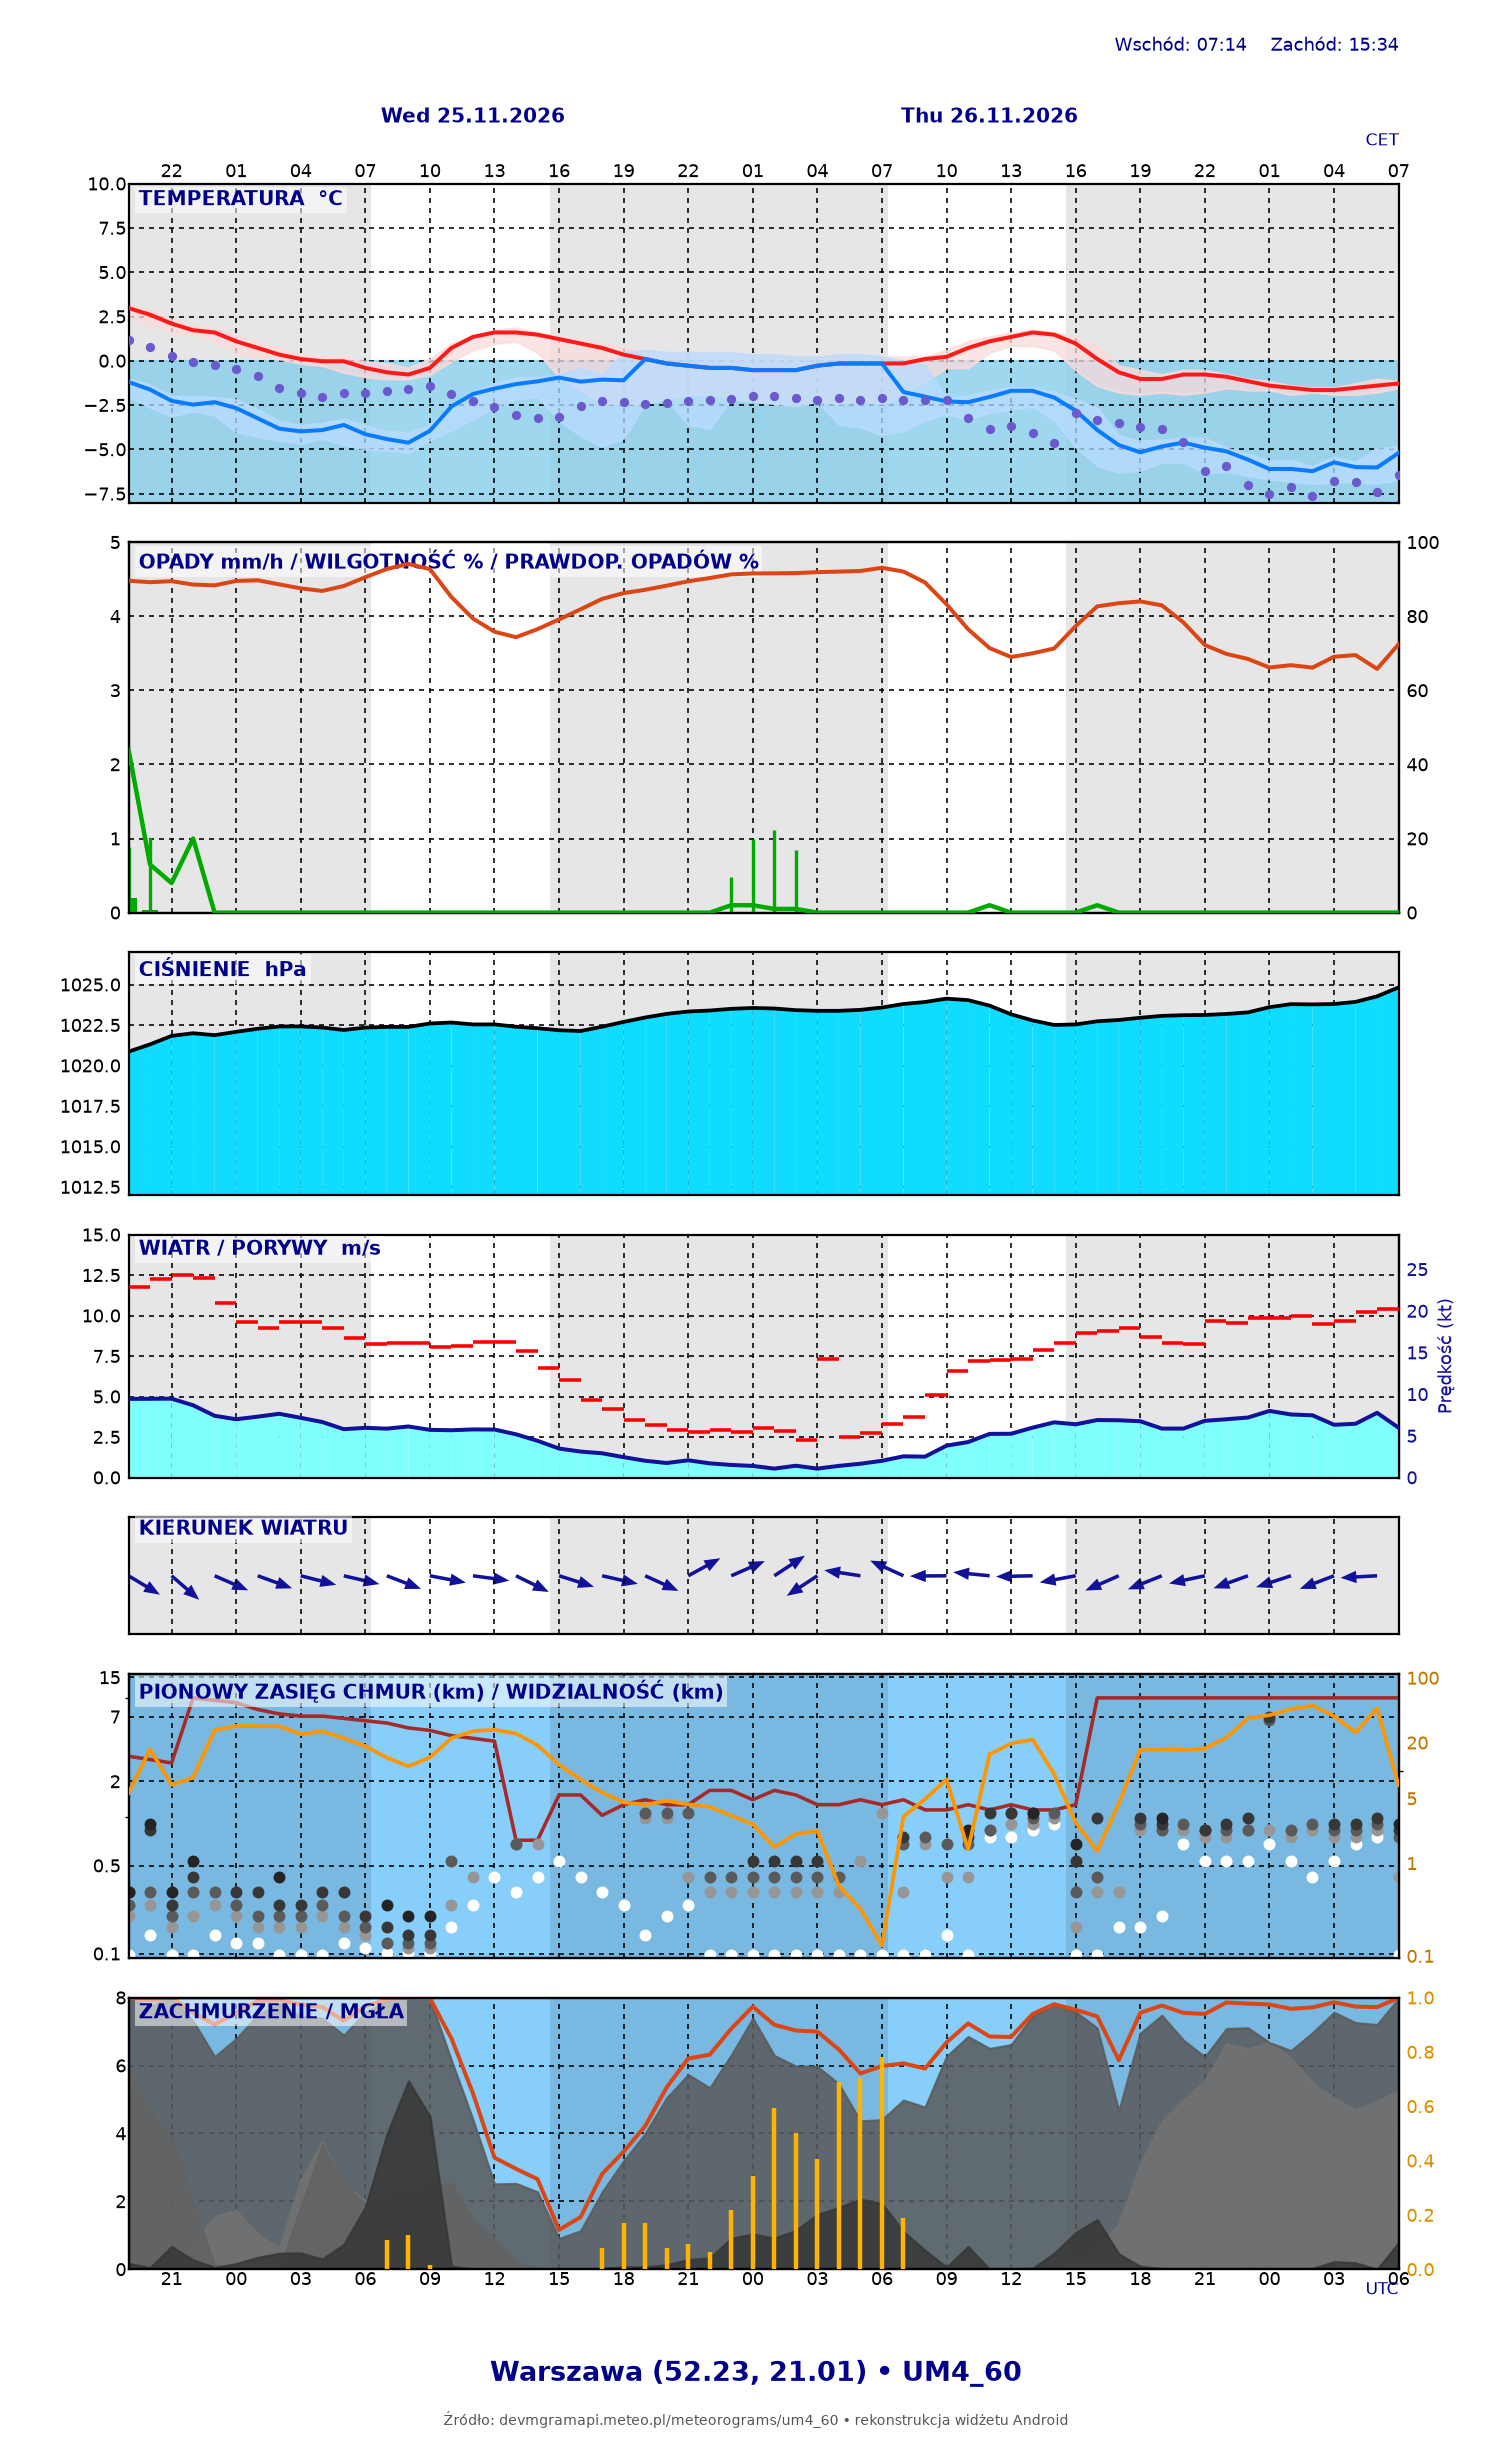 Wschód: 07:14 Zachód: 15:34
Wed 25.11.2026 Thu 26.11.2026
CET
22 01 04 07 10 13 16 19 22 01 04 07 10 13 16 19 22 01 04 07
TEMPERATURA °C
10.0
7.5
5.0
2.5
0.0
−2.5
−5.0
−7.5
OPADY mm/h / WILGOTNOŚĆ % / PRAWDOP. OPADÓW %
5 100
4 80
3 60
2 40
1 20
0 0
CIŚNIENIE hPa
1025.0
1022.5
1020.0
1017.5
1015.0
1012.5
WIATR / PORYWY m/s
15.0
12.5 25
10.0 20
7.5 15
5.0 10
2.5 5
0.0 0
Prędkość (kt)
KIERUNEK WIATRU
PIONOWY ZASIĘG CHMUR (km) / WIDZIALNOŚĆ (km)
15 100
7 20
2 5
0.5 1
0.1 0.1
ZACHMURZENIE / MGŁA
8 1.0
0.8
6 0.6
4 0.4
2 0.2
0 0.0
21 00 03 06 09 12 15 18 21 00 03 06 09 12 15 18 21 00 03 06
UTC
Warszawa (52.23, 21.01) • UM4_60
Źródło: devmgramapi.meteo.pl/meteorograms/um4_60 • rekonstrukcja widżetu Android